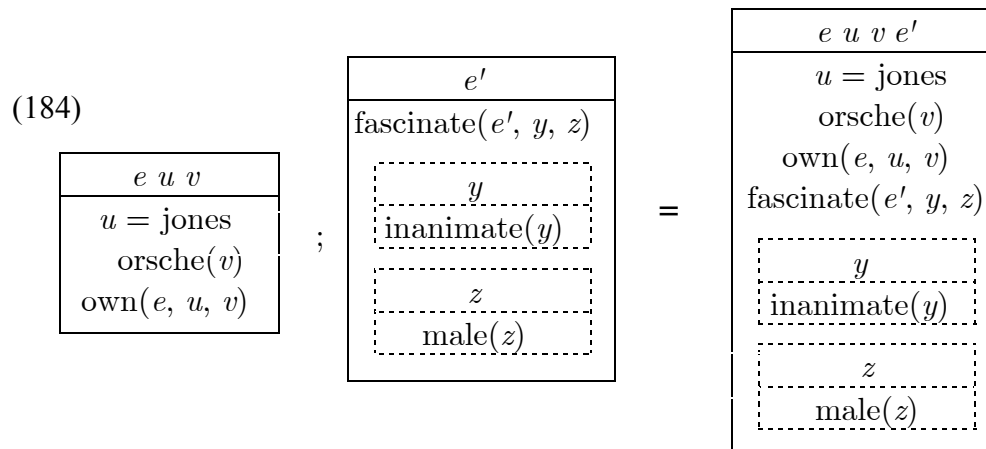 (184)
e u v
u = jones
orsche(v)
own(e, u, v)
;
e′
fascinate(e′, y, z)
y
inanimate(y)
z
male(z)
=
e u v e′
u = jones
orsche(v)
own(e, u, v)
fascinate(e′, y, z)
y
inanimate(y)
z
male(z)